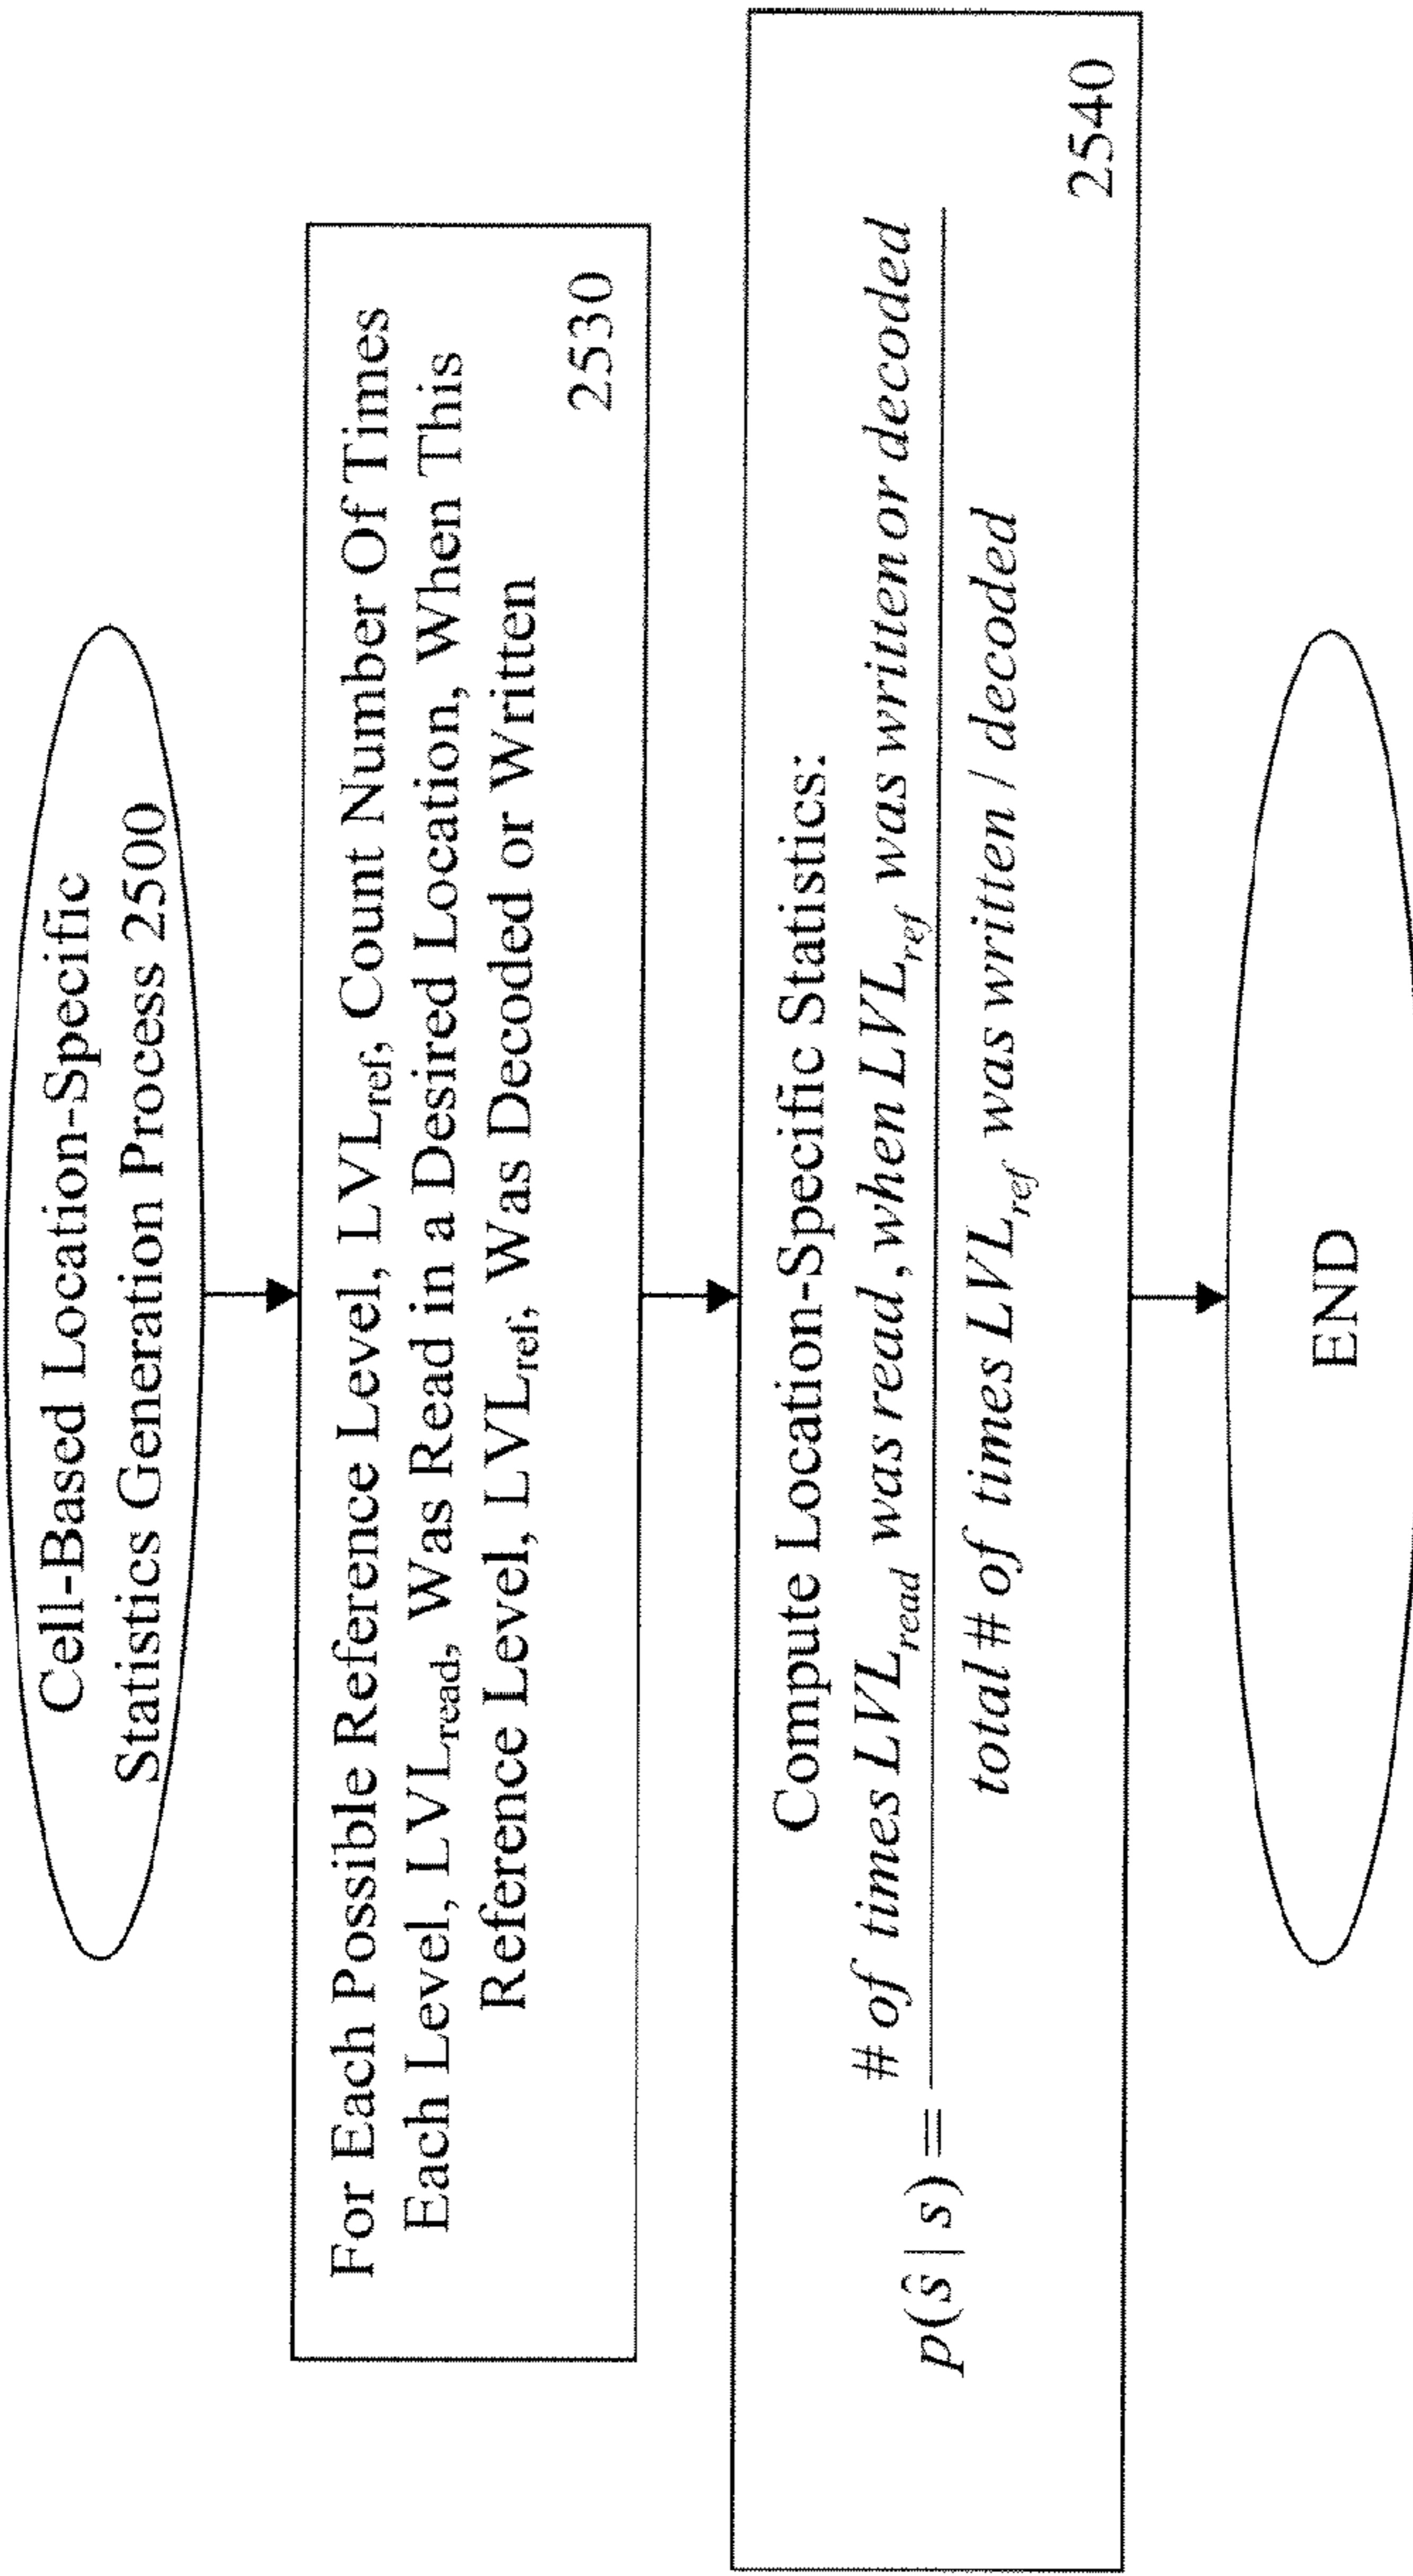 Cell-Based Location-Specific
Statistics Generation Process 2500
For Each Possible Reference Level, LVLref, Count Number Of Times
Each Level, LVLread, Was Read in a Desired Location, When This
Reference Level, LVLref, Was Decoded or Written
2530
Compute Location-Specific Statistics:
# of times LVLread was read, when LVLref was written or decoded
p(ŝ | s) =
total # of times LVLref was written / decoded
2540
END